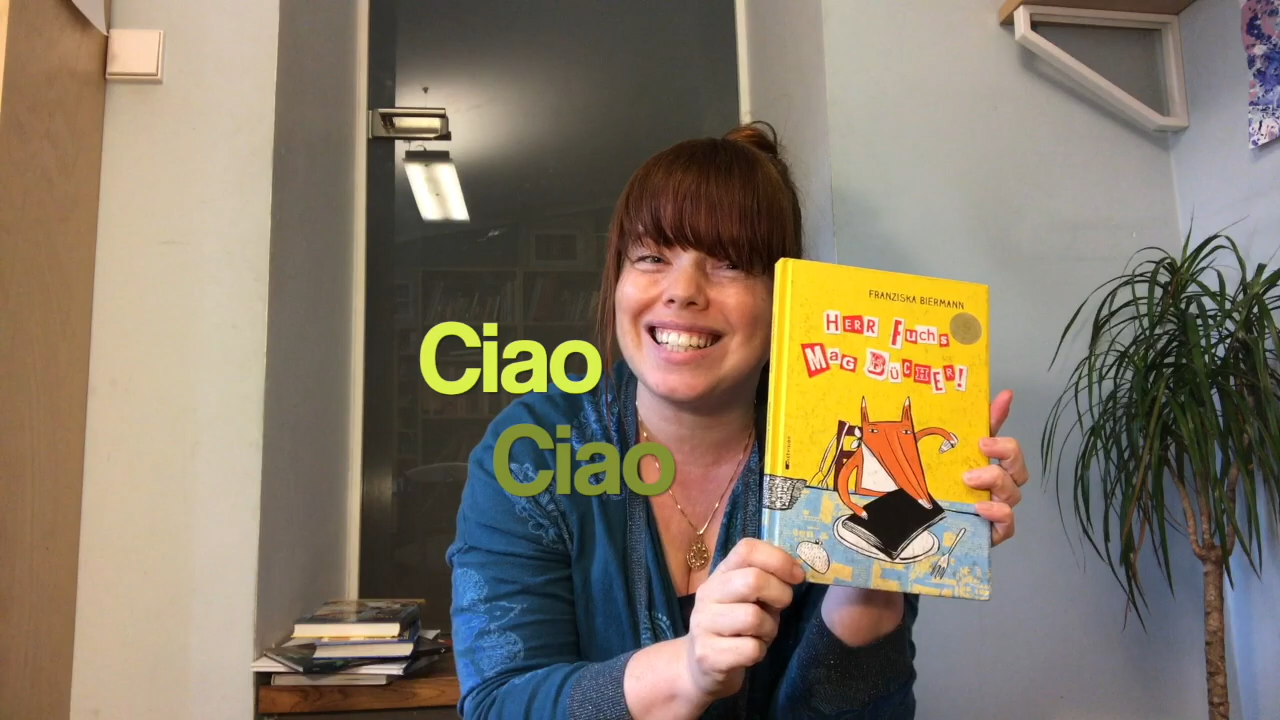 Ciao
Ciao
FRANZISKA BIERMANN
HERR FUCHS
MAG BÜCHER!